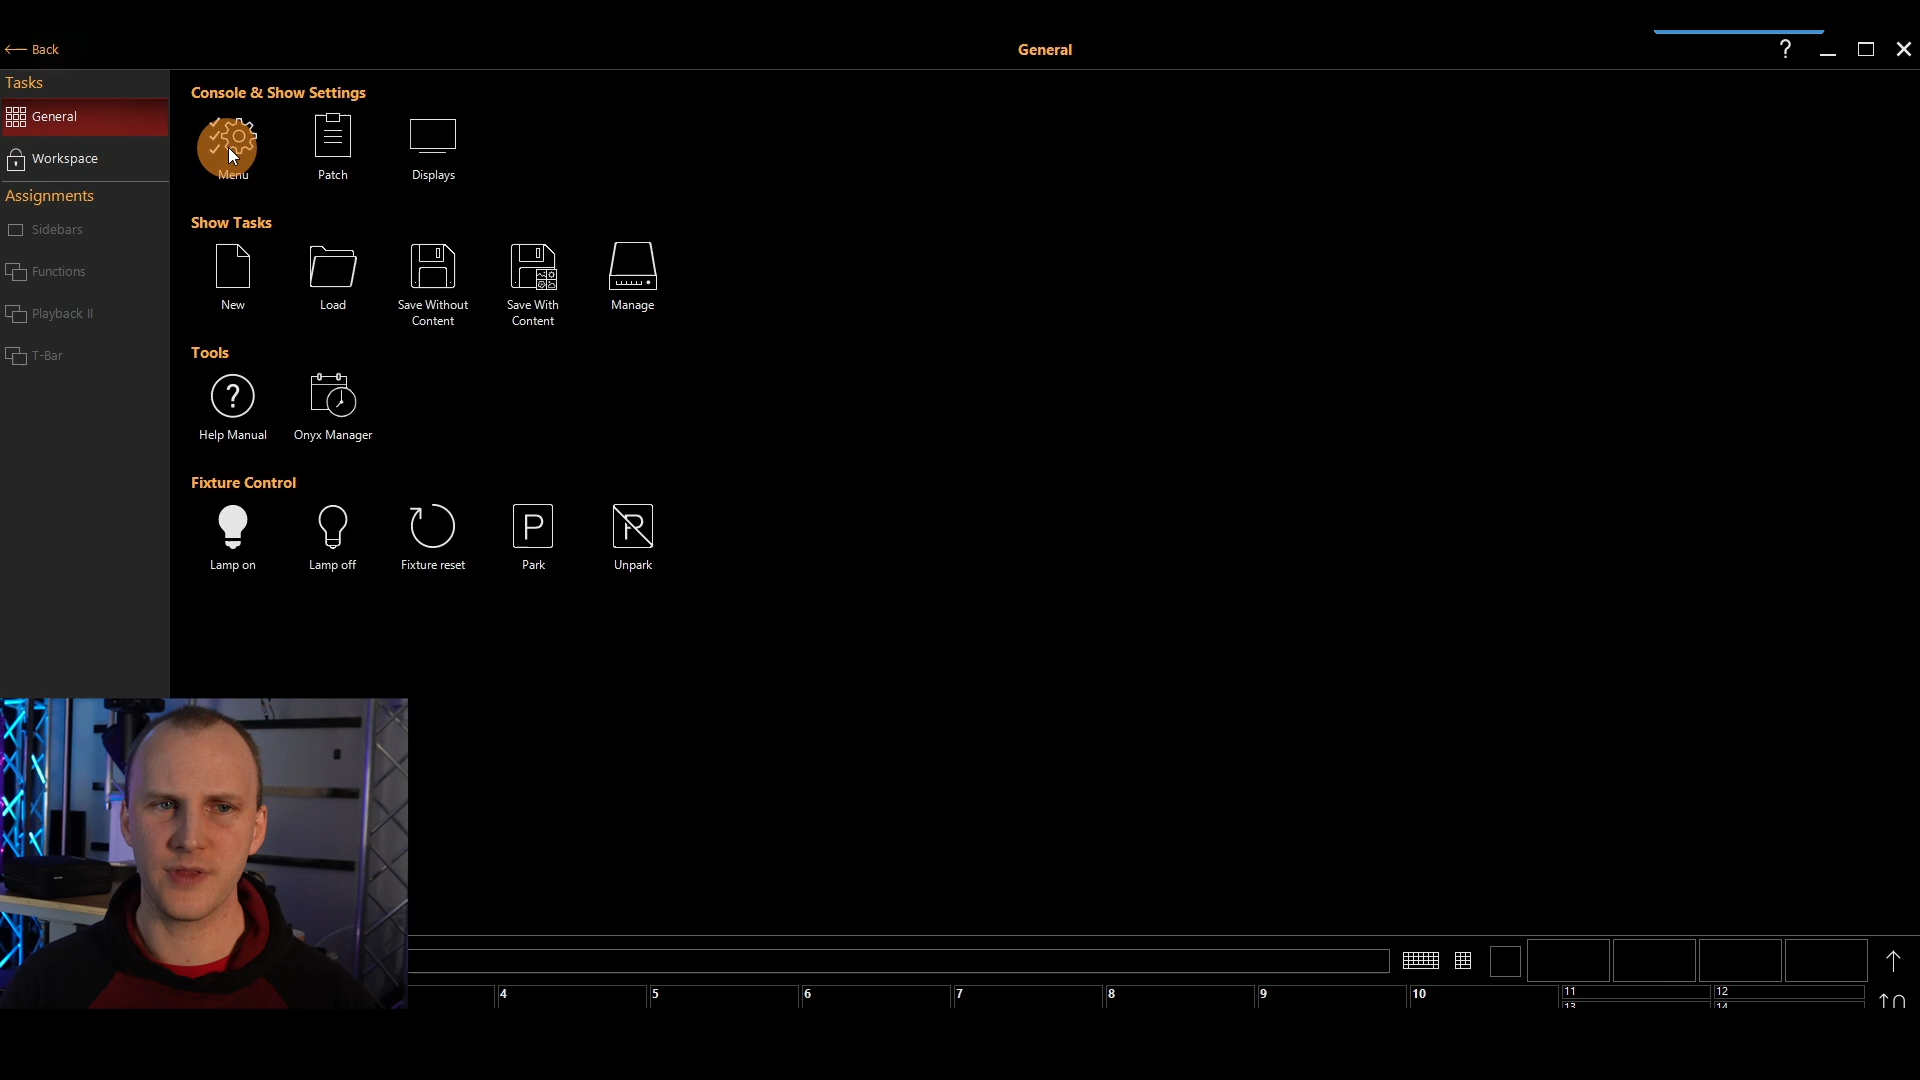 Back
General
?
Tasks
General
Workspace
Assignments
Sidebars
Functions
Playback II
T-Bar
Console & Show Settings
Menu
Patch
Displays
Show Tasks
New
Load
Save Without
Content
Save With
Content
Manage
Tools
?
Help Manual
Onyx Manager
Fixture Control
P
R
Lamp on
Lamp off
Fixture reset
Park
Unpark
4
5
6
7
8
9
10
11
12
13
14